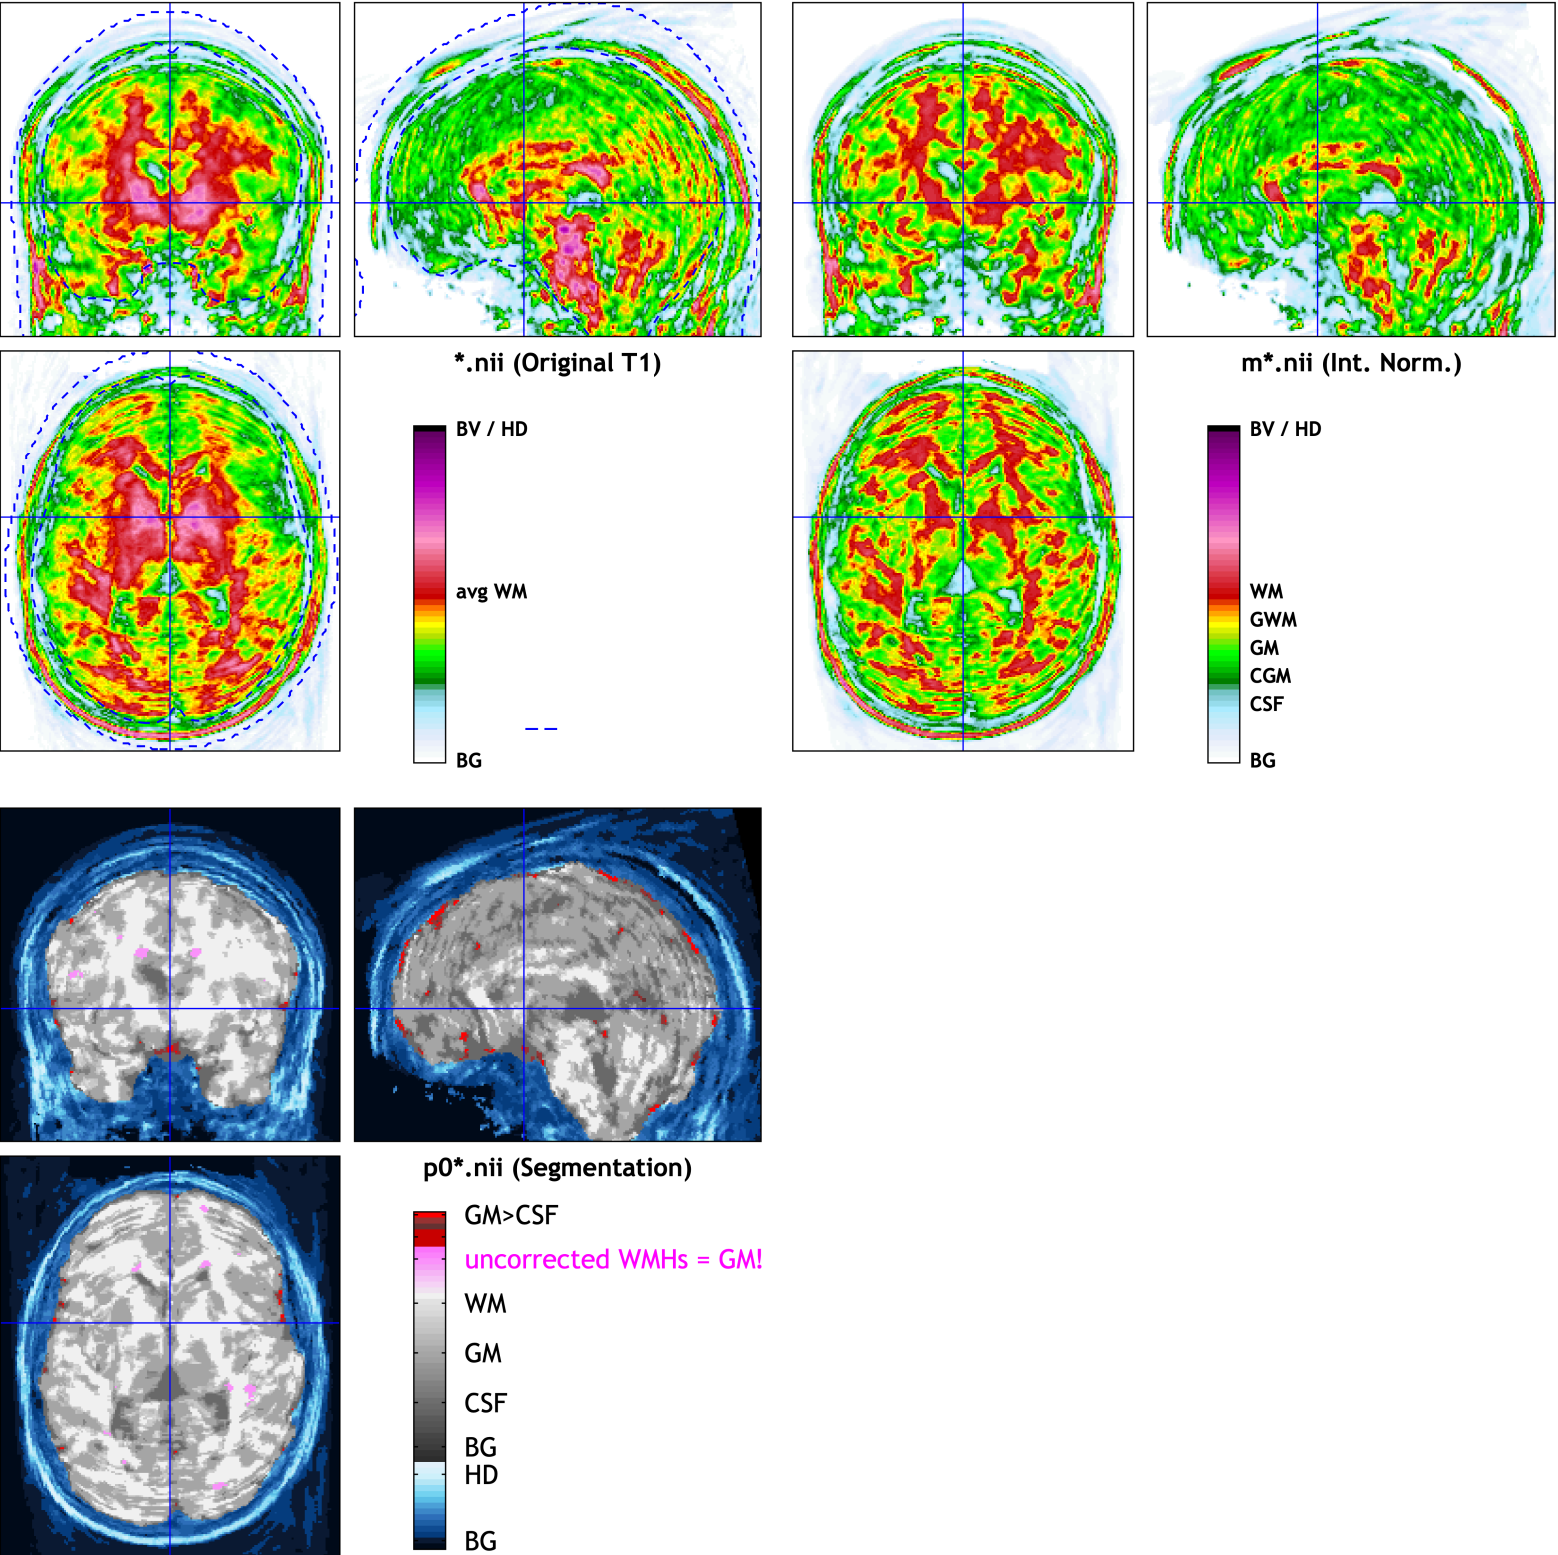 *.nii (Original T1)
BV / HD
avg WM
BG
m*.nii (Int. Norm.)
BV / HD
WM
GWM
GM
CGM
CSF
BG
p0*.nii (Segmentation)
GM>CSF
uncorrected WMHs = GM!
WM
GM
CSF
BG
HD
BG